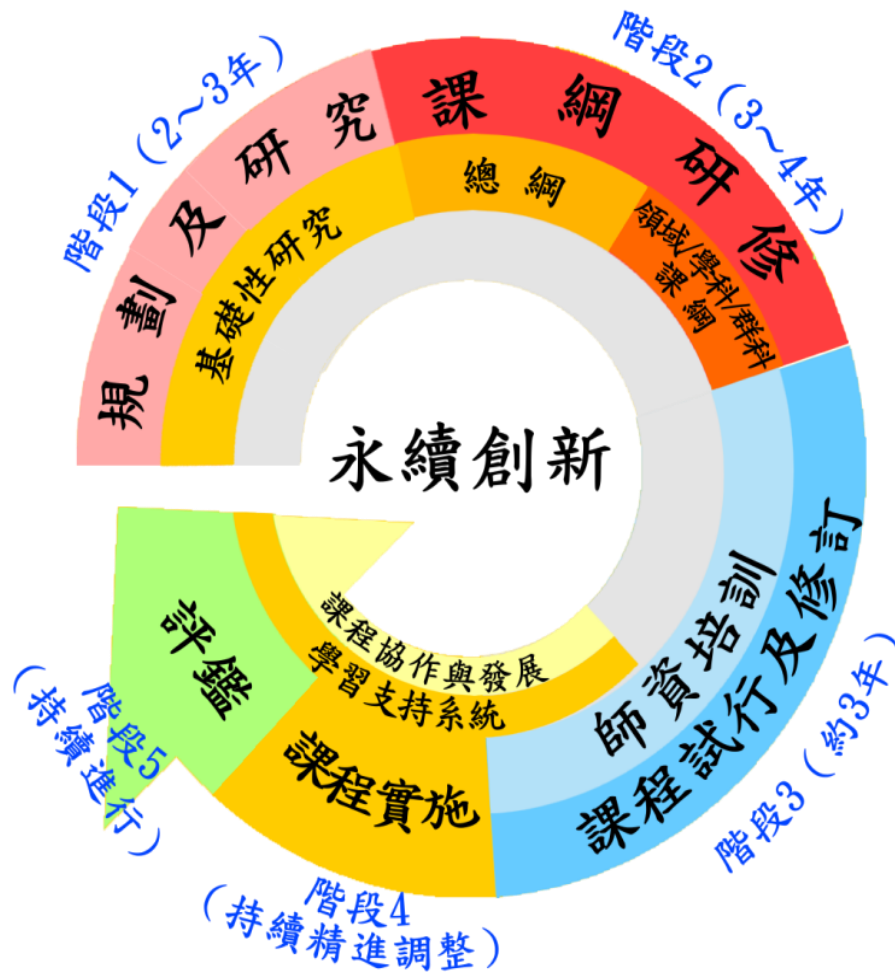 階段1（2～3年）
規劃及研究
基礎性研究
階段2（3～4年）
課綱研修
總綱
領域/學科/群科
課綱
階段3（約3年）
課程試行及修訂
師資培訓
階段4
（持續精進調整）
課程實施
學習支持系統
課程協作與發展
階段5
（持續進行）
評鑑
永續創新